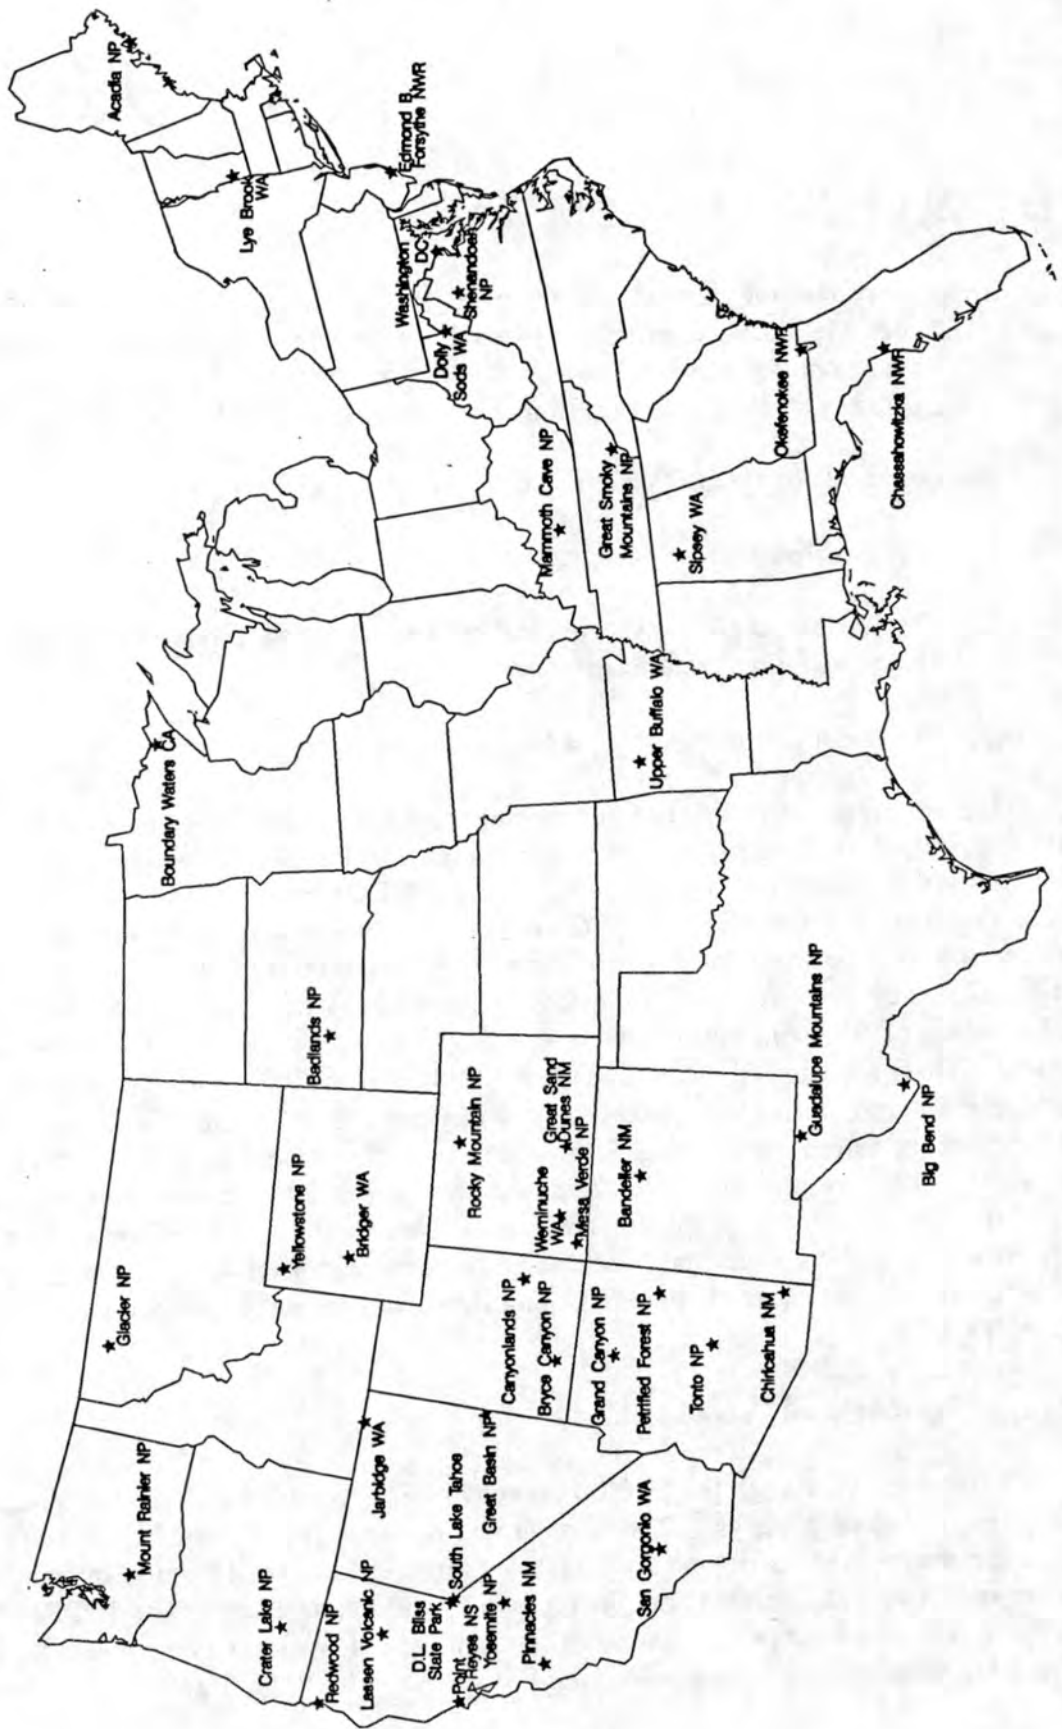 Acadia NP
Lye Brook
WA
Edmond B.
Forsythe NWR
Washington
DC
Shenandoah
NP
Dolly
Sods WA
Mammoth Cave NP
Great Smoky
Mountains NP
Sipsey WA
Okefenokee NWR
Chassahowitzka NWR
Boundary Waters CA
Upper Buffalo WA
Badlands NP
Glacier NP
Yellowstone NP
Bridger WA
Rocky Mountain NP
Great Sand
Dunes NM
Weminuche
WA
Mesa Verde NP
Bandelier NM
Guadalupe Mountains NP
Big Bend NP
Mount Rainier NP
Crater Lake NP
Redwood NP
Lassen Volcanic NP
Jarbidge WA
D.L. Bliss
State Park
South Lake Tahoe
Great Basin NP
Point
Reyes NS
Yosemite NP
Pinnacles NM
San Gorgonio WA
Canyonlands NP
Bryce Canyon NP
Grand Canyon NP
Petrified Forest NP
Tonto NP
Chiricahua NM